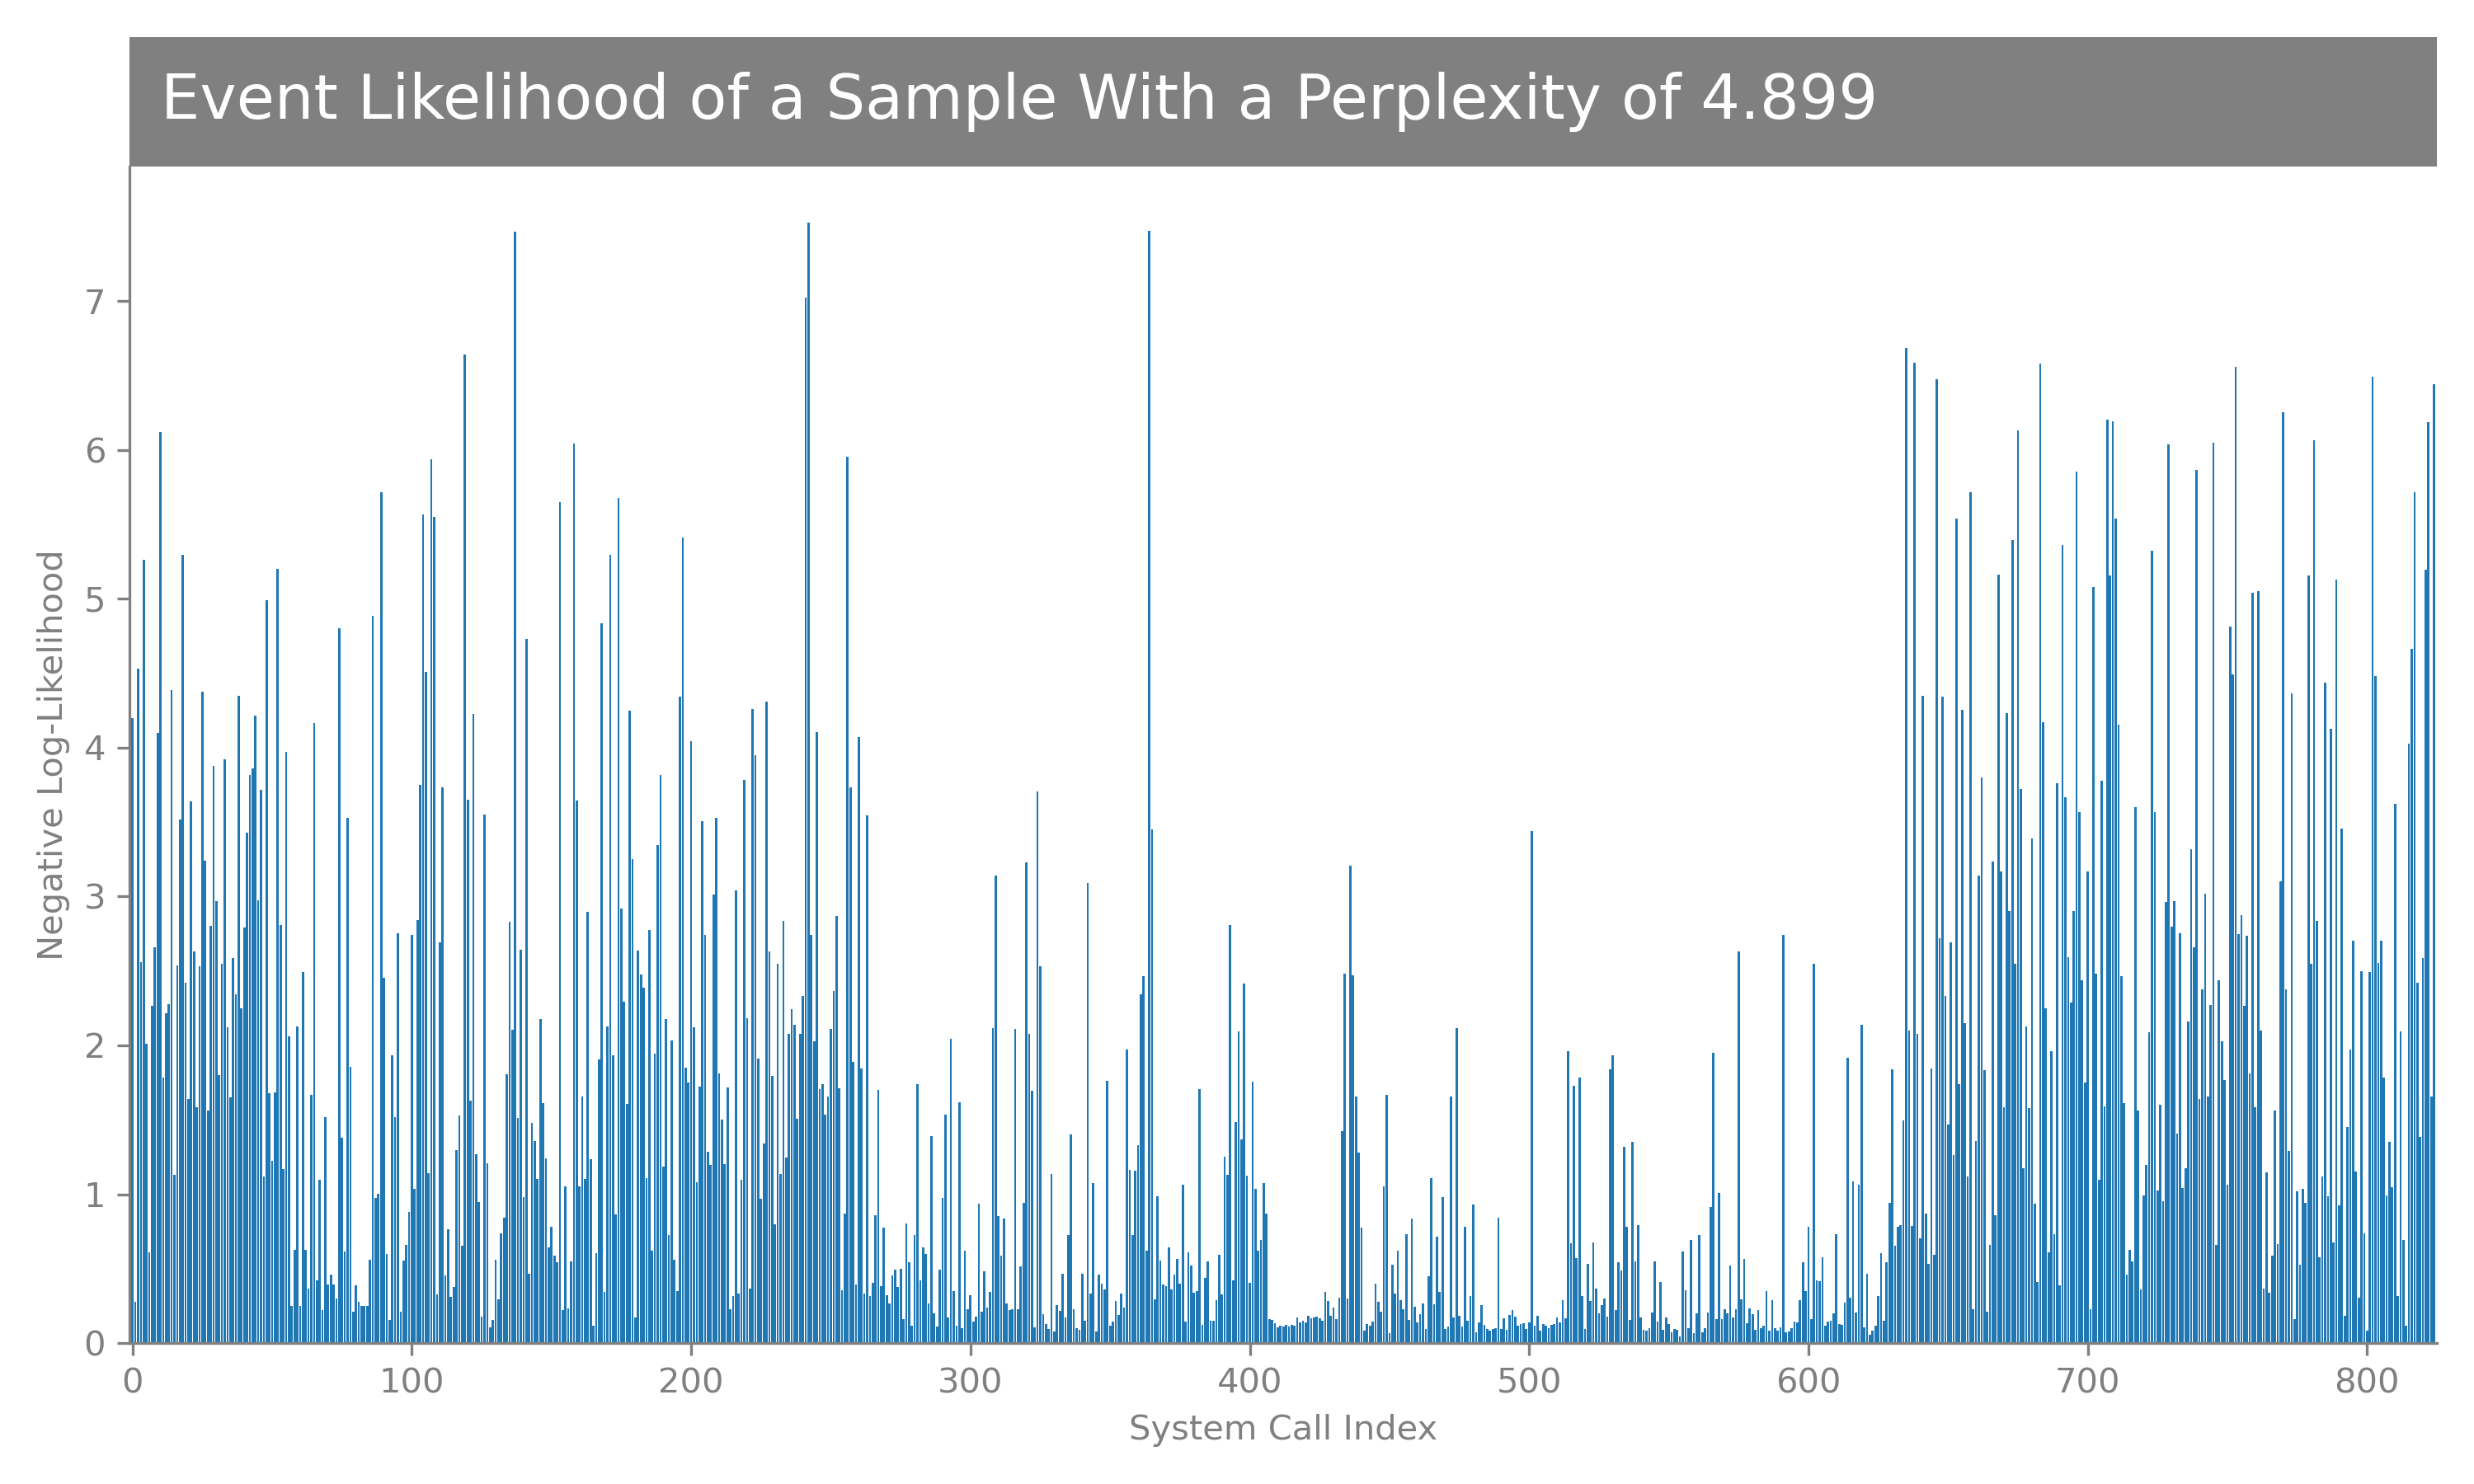 Event Likelihood of a Sample With a Perplexity of 4.899
7
6
5
4
3
2
1
0
Negative Log-Likelihood
0 100 200 300 400 500 600 700 800
System Call Index